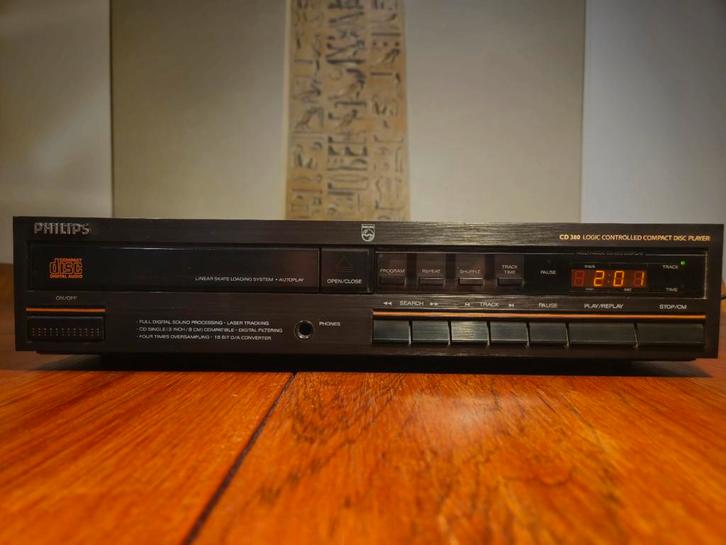 PHILIPS
PHILIPS
CD 380 LOGIC CONTROLLED COMPACT DISC PLAYER
COMPACT
disc
DIGITAL AUDIO
LINEAR SKATE LOADING SYSTEM • AUTOPLAY
OPEN/CLOSE
PROGRAM
REPEAT
SHUFFLE
TRACK
TIME
PAUSE
2:01
TRACK
TIME
ON/OFF
- FULL DIGITAL SOUND PROCESSING - LASER TRACKING
- CD SINGLE (3 INCH / 8 CM) COMPATIBLE - DIGITAL FILTERING
- FOUR TIMES OVERSAMPLING - 16 BIT D/A CONVERTER
PHONES
◄◄ SEARCH ►►
TRACK
PAUSE
PLAY/REPLAY
STOP/CM